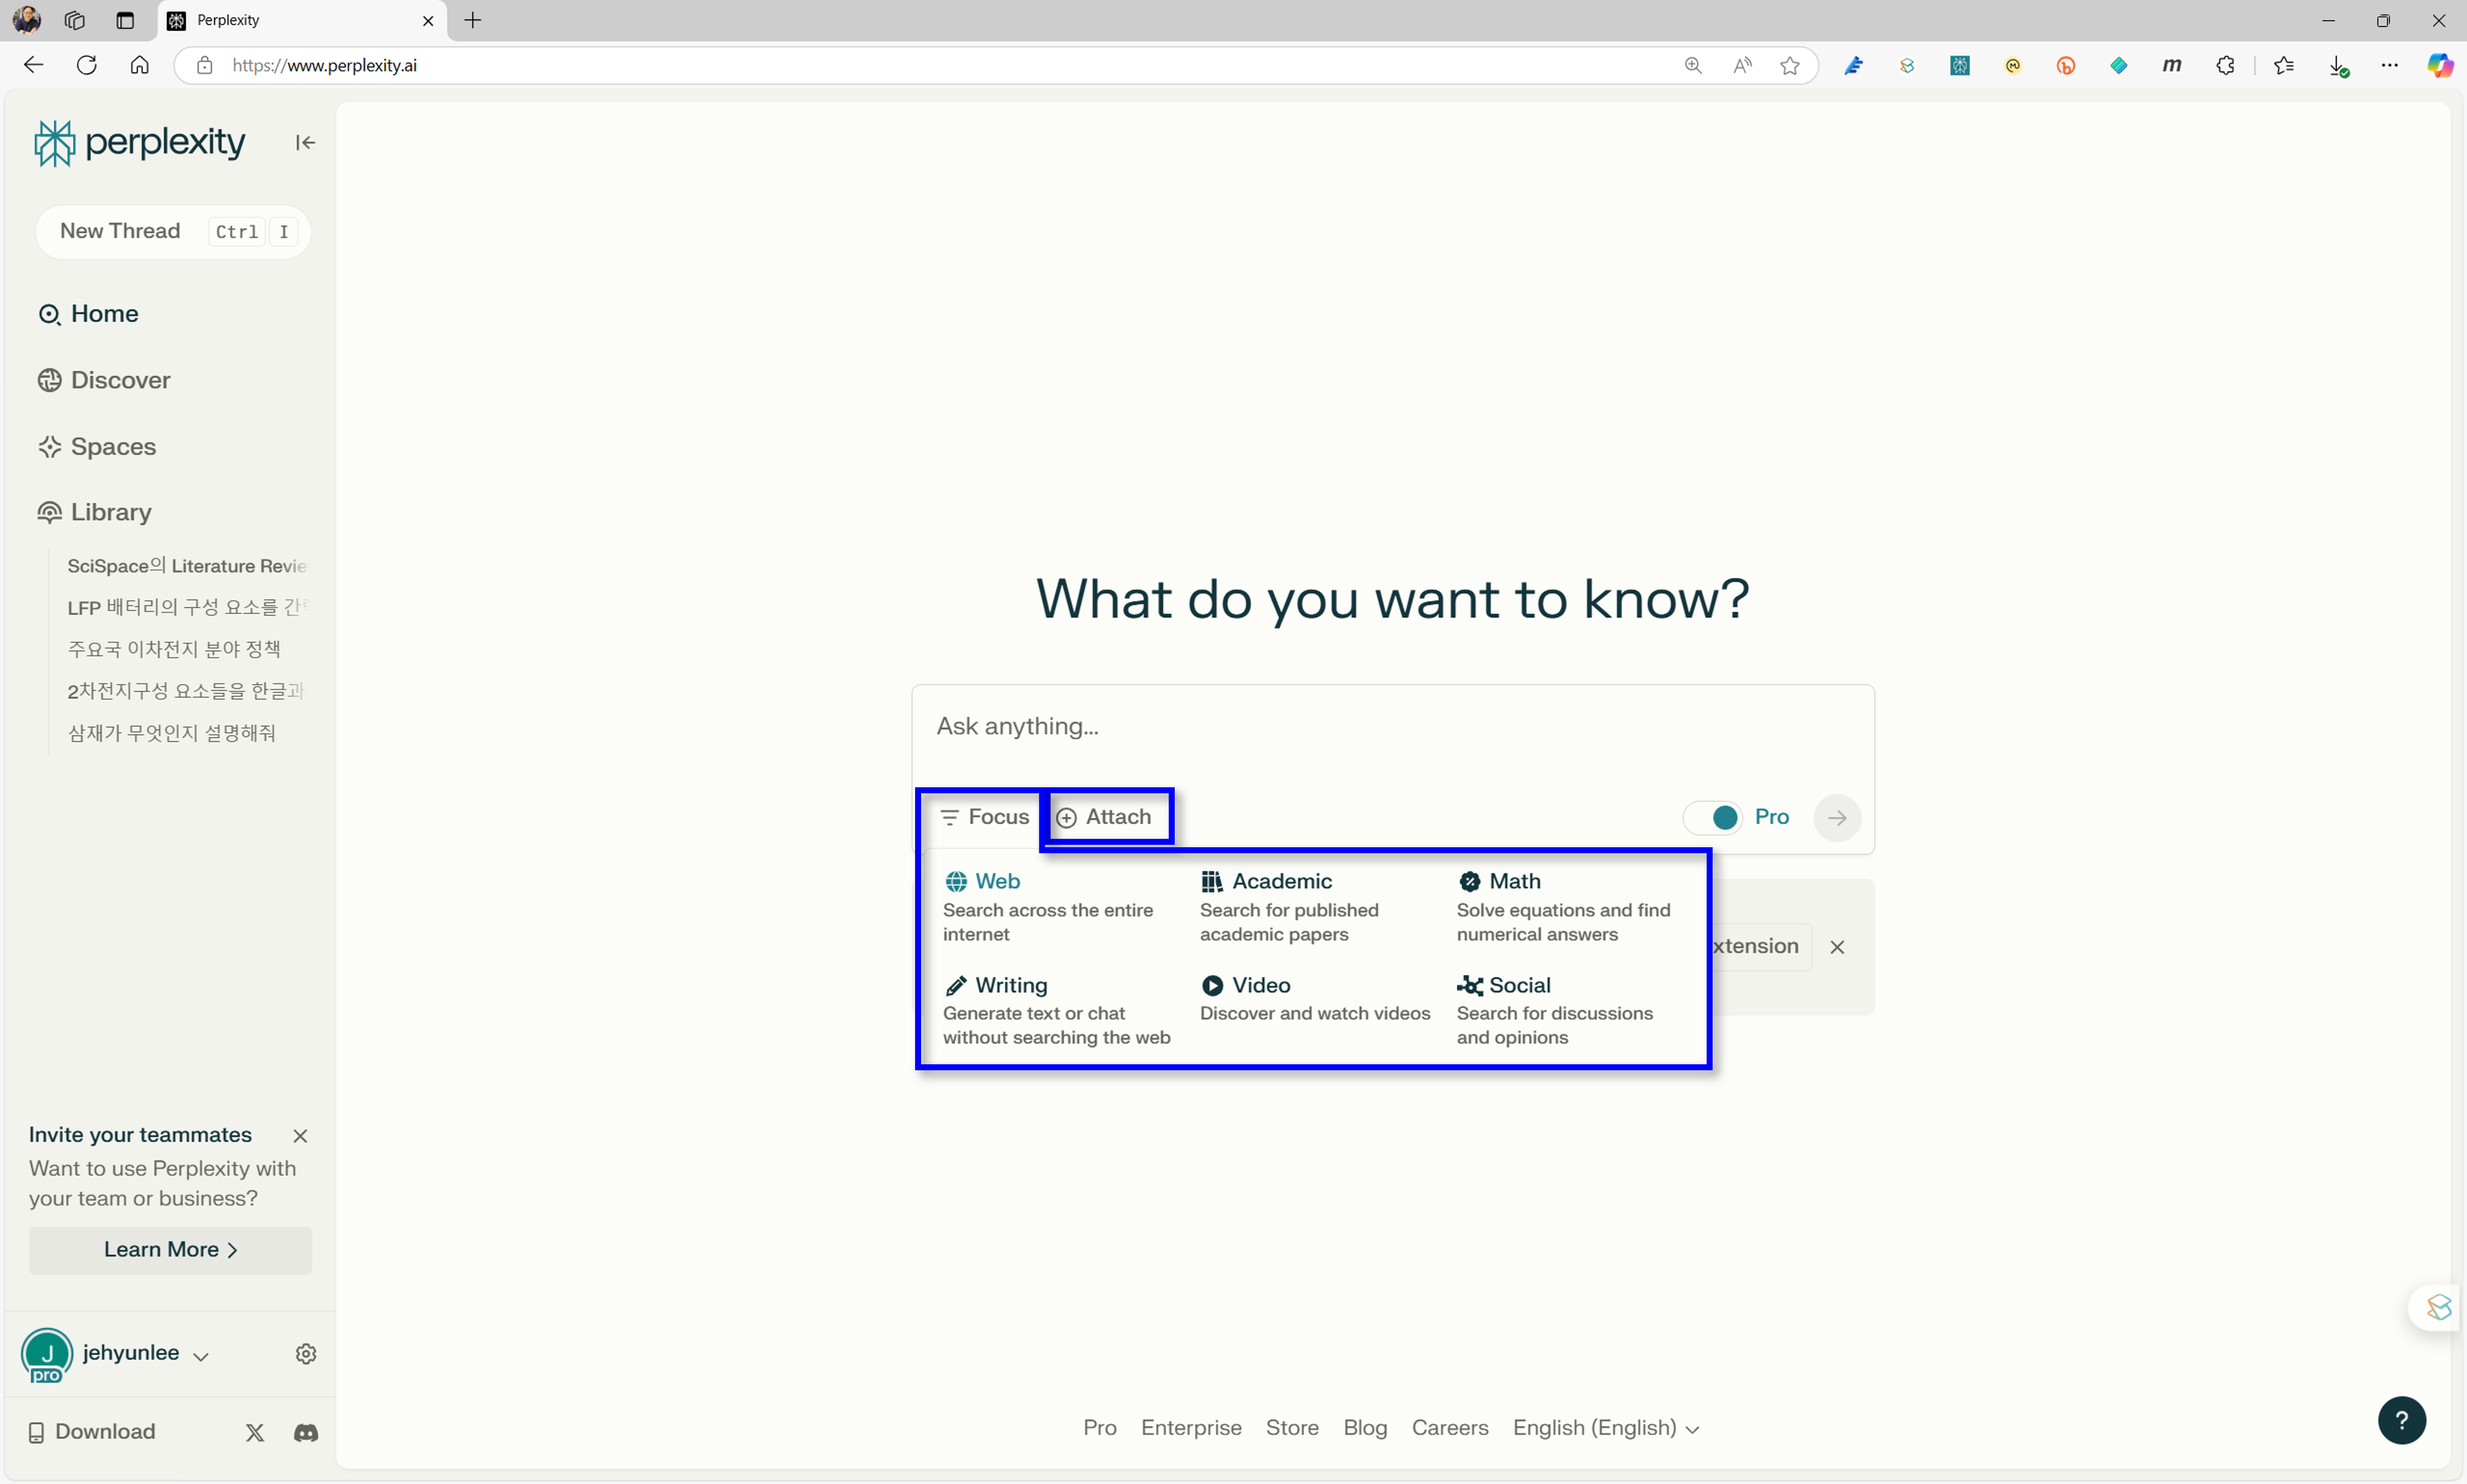 Perplexity
https://www.perplexity.ai
perplexity
New Thread Ctrl I
Home
Discover
Spaces
Library
SciSpace의 Literature Revie
LFP 배터리의 구성 요소를 간
주요국 이차전지 분야 정책
2차전지구성 요소들을 한글과
삼재가 무엇인지 설명해줘
Invite your teammates
Want to use Perplexity with
your team or business?
Learn More >
J
pro
jehyunlee
Download
What do you want to know?
Ask anything...
Focus
Attach
Pro
Web
Search across the entire
internet
Academic
Search for published
academic papers
Math
Solve equations and find
numerical answers
Writing
Generate text or chat
without searching the web
Video
Discover and watch videos
Social
Search for discussions
and opinions
xtension
Pro Enterprise Store Blog Careers English (English)
?